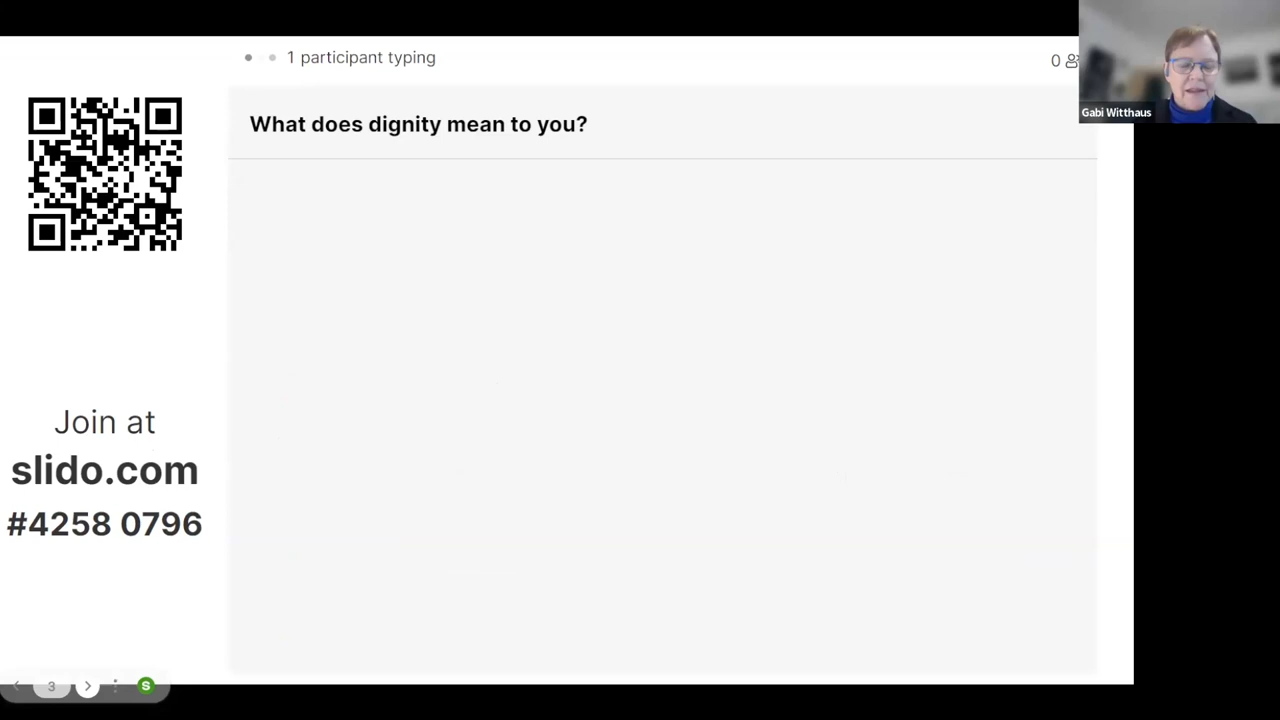 1 participant typing
0
Gabi Witthaus
What does dignity mean to you?
Join at
slido.com
#4258 0796
3
S